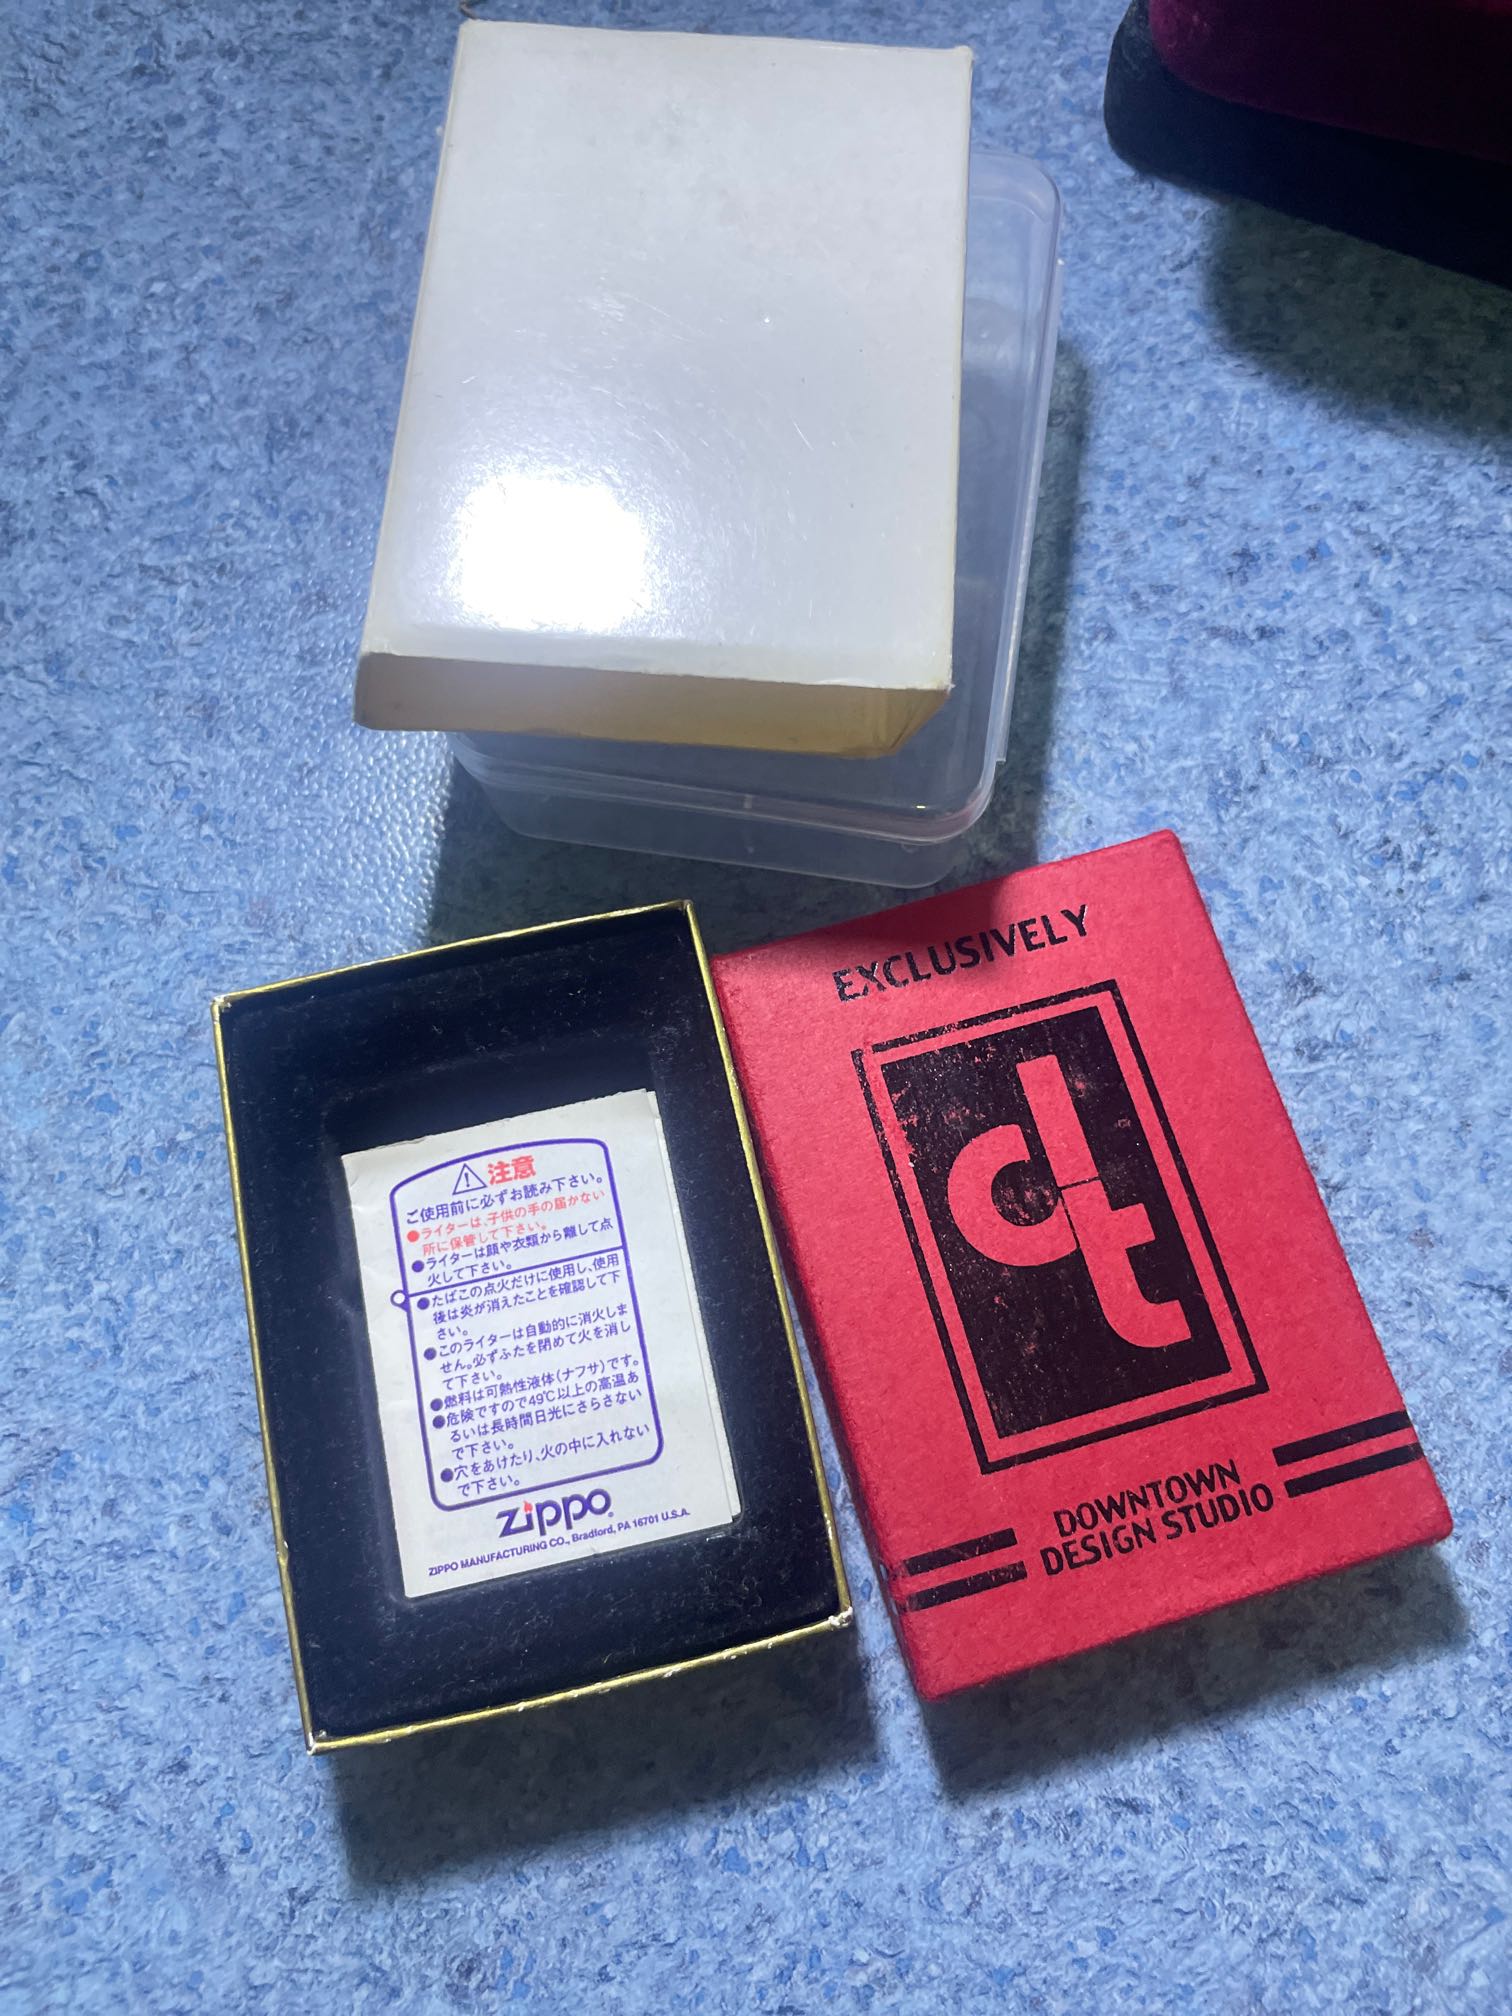 注意
ご使用前に必ずお読み下さい。
●ライターは、子供の手の届かない
所に保管して下さい。
●ライターは顔や衣類から離して点
火して下さい。
●たばこの点火だけに使用し、使用
後は炎が消えたことを確認して下
さい。
●このライターは自動的に消火しま
せん。必ずふたを閉めて火を消し
て下さい。
●燃料は可熱性液体(ナフサ)です。
●危険ですので49℃以上の高温あ
るいは長時間日光にさらさない
で下さい。
●穴をあけたり、火の中に入れない
で下さい。
zippo®
ZIPPO MANUFACTURING CO., Bradford, PA 16701 U.S.A.
EXCLUSIVELY
dt
DOWNTOWN
DESIGN STUDIO